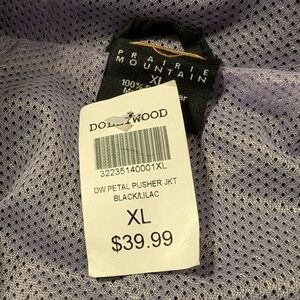 PRAIRIE
MOUNTAIN
XL
100%
DOLLYWOOD
32235140001XL
DW PETAL PUSHER JKT
BLACK/LILAC
XL
$39.99